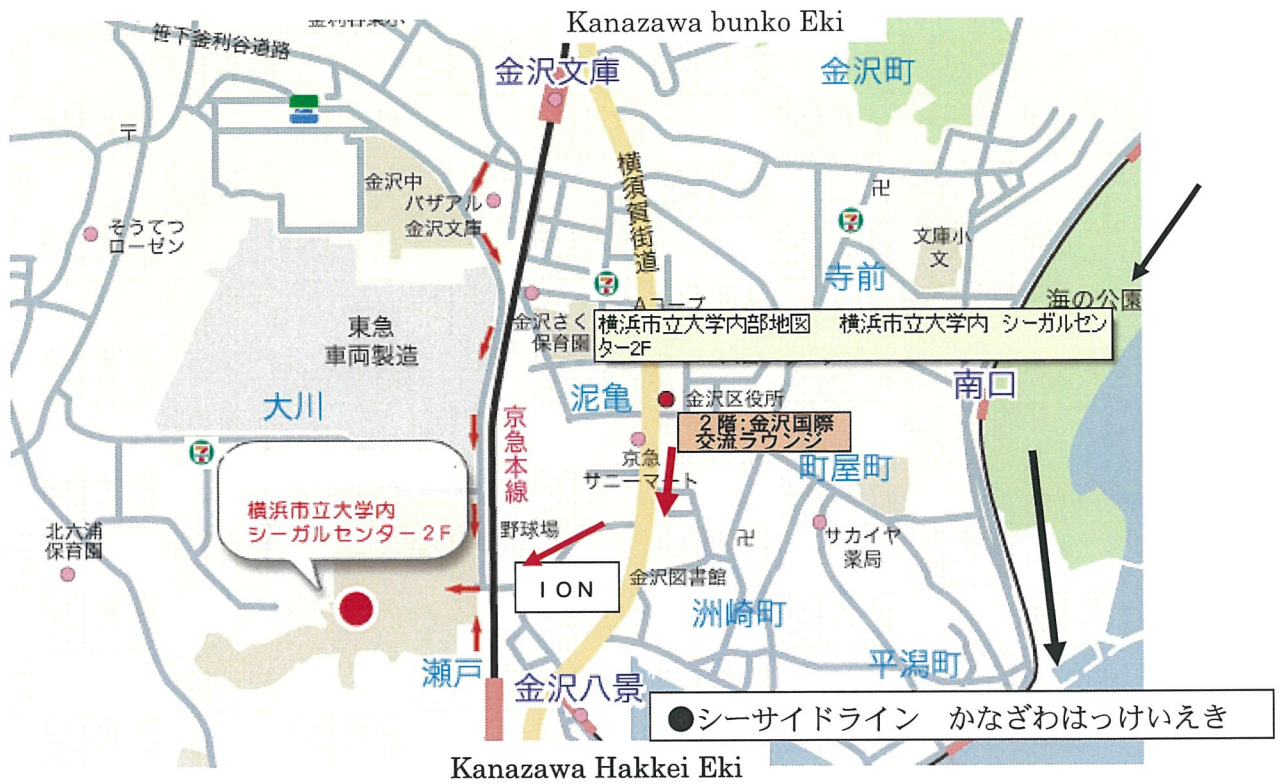 Kanazawa bunko Eki
笹下釜利谷道路
金沢文庫
金沢町
〒
金沢中
パザアル
金沢文庫
横須賀街道
卍
そうてつ
ローゼン
文庫小
文
寺前
海の公園
Aコープ
東急
車両製造
金沢さく
保育園
横浜市立大学内部地図 横浜市立大学内 シーガルセン
ター2F
大川
泥亀
金沢区役所
南口
2階:金沢国際
交流ラウンジ
京急本線
京急
サニーマート
町屋町
横浜市立大学内
シーガルセンター2F
野球場
卍
サカイヤ
薬局
北六浦
保育園
ION
金沢図書館
洲崎町
瀬戸
平潟町
金沢八景
●シーサイドライン かなざわはっけいえき
Kanazawa Hakkei Eki